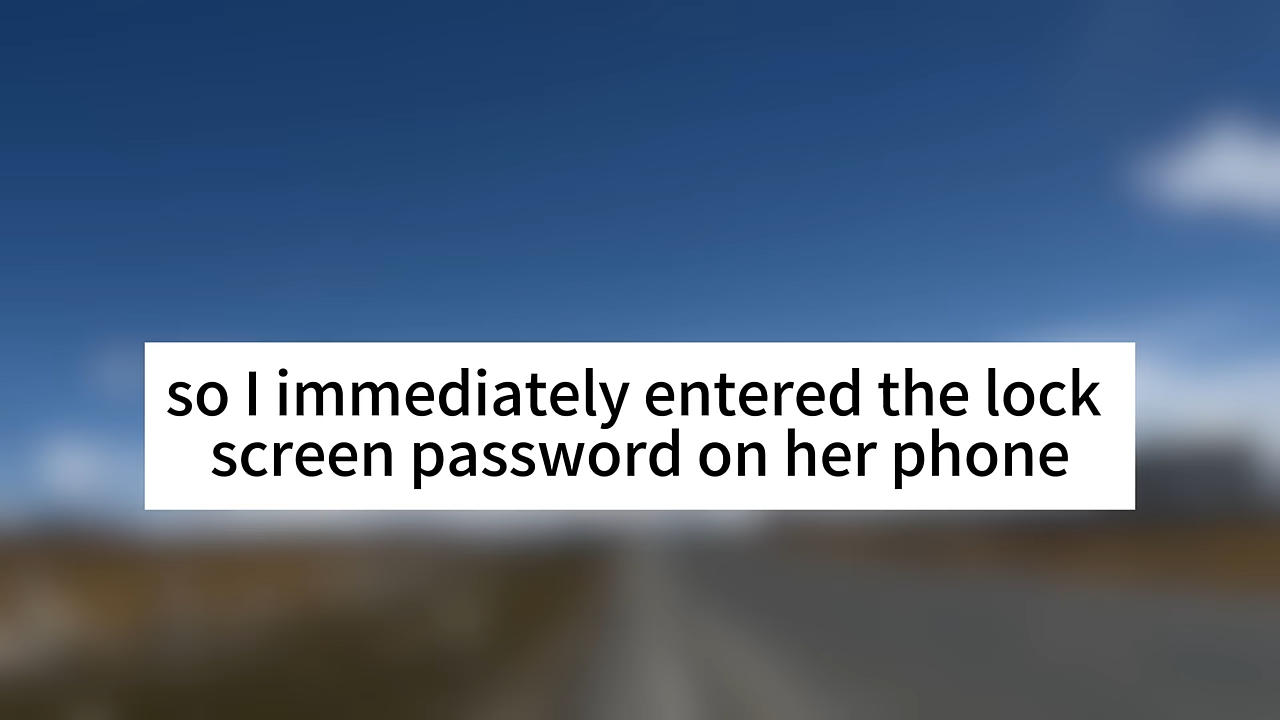 so I immediately entered the lock
screen password on her phone